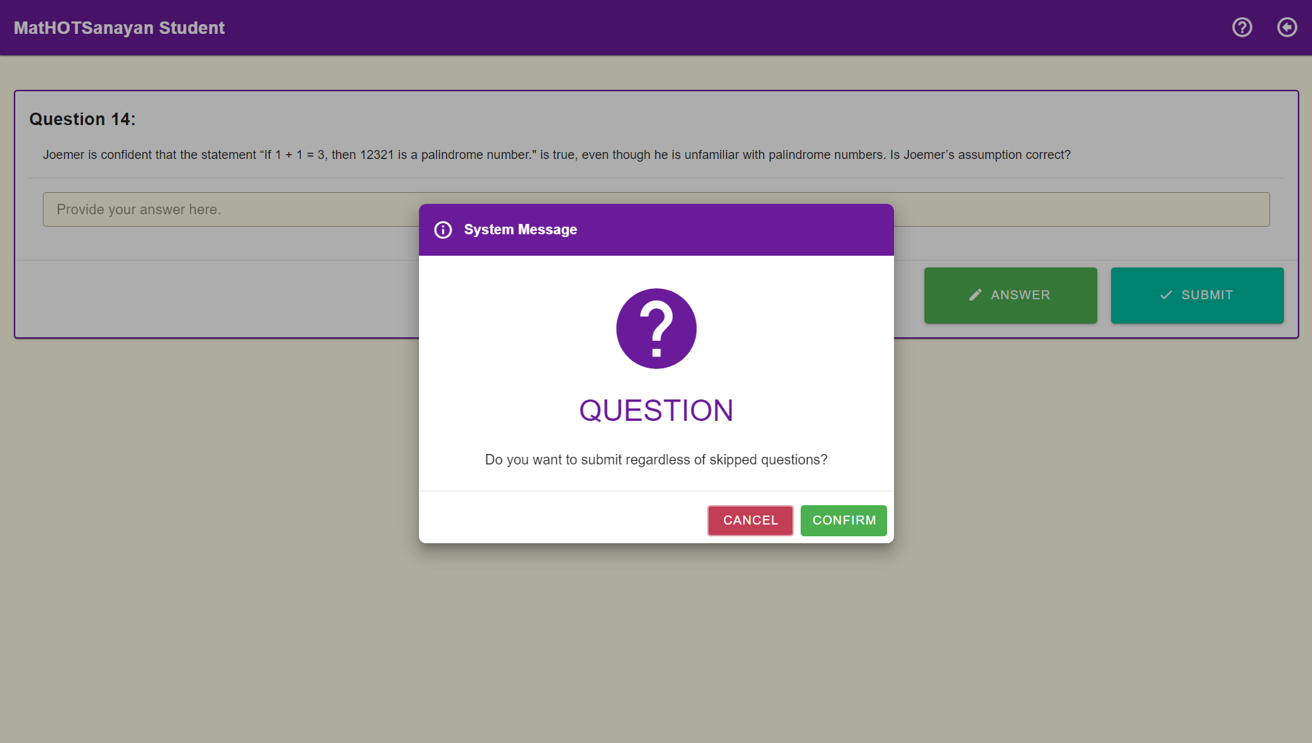 MatHOTSanayan Student
Question 14:
Joemer is confident that the statement “If 1 + 1 = 3, then 12321 is a palindrome number." is true, even though he is unfamiliar with palindrome numbers. Is Joemer’s assumption correct?
Provide your answer here.
ANSWER
SUBMIT
System Message
QUESTION
Do you want to submit regardless of skipped questions?
CANCEL
CONFIRM